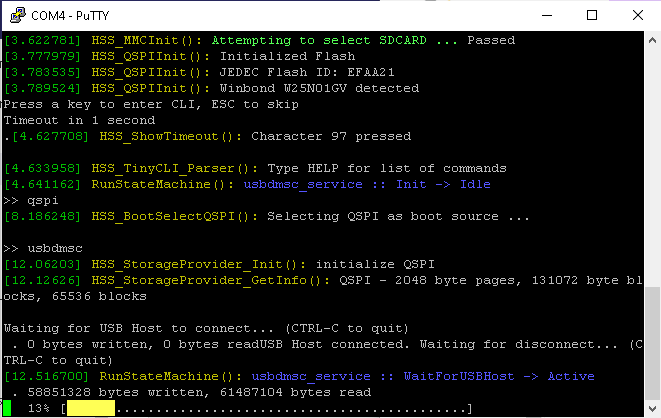 COM4 - PuTTY
[3.622781] HSS_MMCInit(): Attempting to select SDCARD ... Passed
[3.777979] HSS_QSPIInit(): Initialized Flash
[3.783535] HSS_QSPIInit(): JEDEC Flash ID: EFAA21
[3.789524] HSS_QSPIInit(): Winbond W25N01GV detected
Press a key to enter CLI, ESC to skip
Timeout in 1 second
.[4.627708] HSS_ShowTimeout(): Character 97 pressed
[4.633958] HSS_TinyCLI_Parser(): Type HELP for list of commands
[4.641162] RunStateMachine(): usbdmsc_service :: Init -> Idle
>> qspi
[8.186248] HSS_BootSelectQSPI(): Selecting QSPI as boot source ...
>> usbdmsc
[12.06203] HSS_StorageProvider_Init(): initialize QSPI
[12.12626] HSS_StorageProvider_GetInfo(): QSPI - 2048 byte pages, 131072 byte bl
ocks, 65536 blocks
Waiting for USB Host to connect... (CTRL-C to quit)
. 0 bytes written, 0 bytes readUSB Host connected. Waiting for disconnect... (C
TRL-C to quit)
[12.516700] RunStateMachine(): usbdmsc_service :: WaitForUSBHost -> Active
. 58851328 bytes written, 61487104 bytes read
13% [............................................]